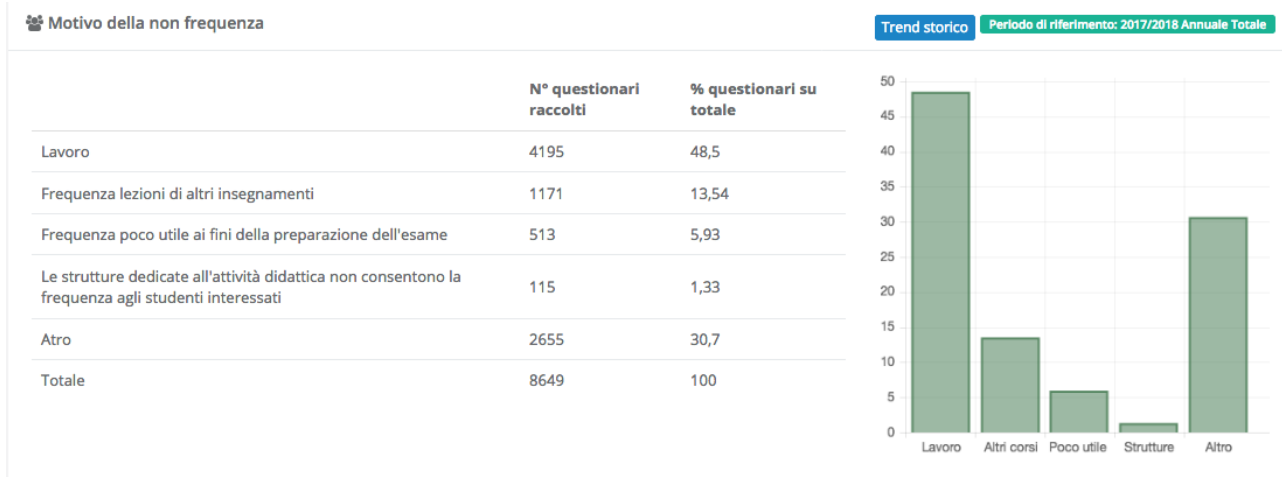 Motivo della non frequenza
Trend storico
Periodo di riferimento: 2017/2018 Annuale Totale
N° questionari raccolti
% questionari su totale
Lavoro 4195 48,5
Frequenza lezioni di altri insegnamenti 1171 13,54
Frequenza poco utile ai fini della preparazione dell'esame 513 5,93
Le strutture dedicate all'attività didattica non consentono la
frequenza agli studenti interessati 115 1,33
Atro 2655 30,7
Totale 8649 100
50
45
40
35
30
25
20
15
10
5
0
Lavoro Altri corsi Poco utile Strutture Altro